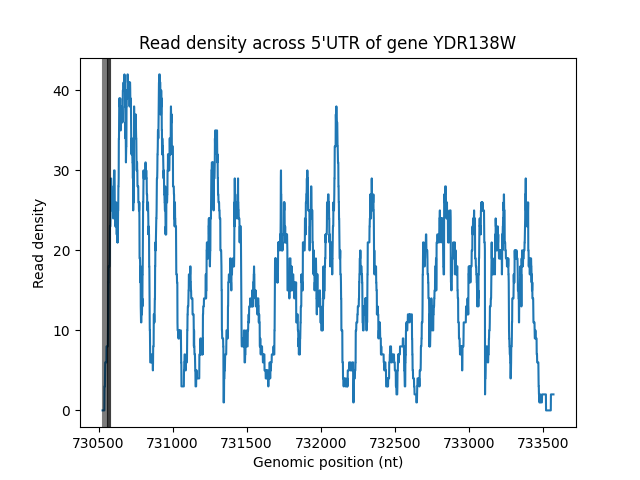 Read density across 5'UTR of gene YDR138W
Read density
40
30
20
10
0
730500 731000 731500 732000 732500 733000 733500
Genomic position (nt)